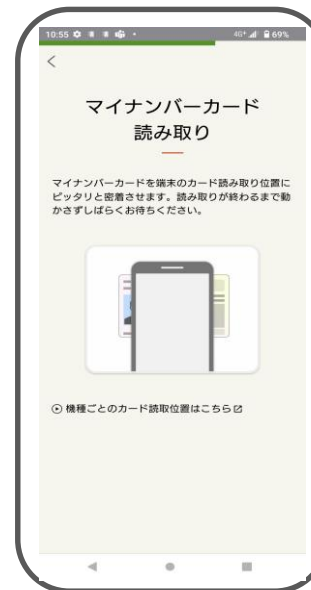 10:55 4G+ 69%
マイナンバーカード
読み取り
マイナンバーカードを端末のカード読み取り位置に
ピッタリと密着させます。読み取りが終わるまで動
かさずしばらくお待ちください。
機種ごとのカード読取位置はこちら